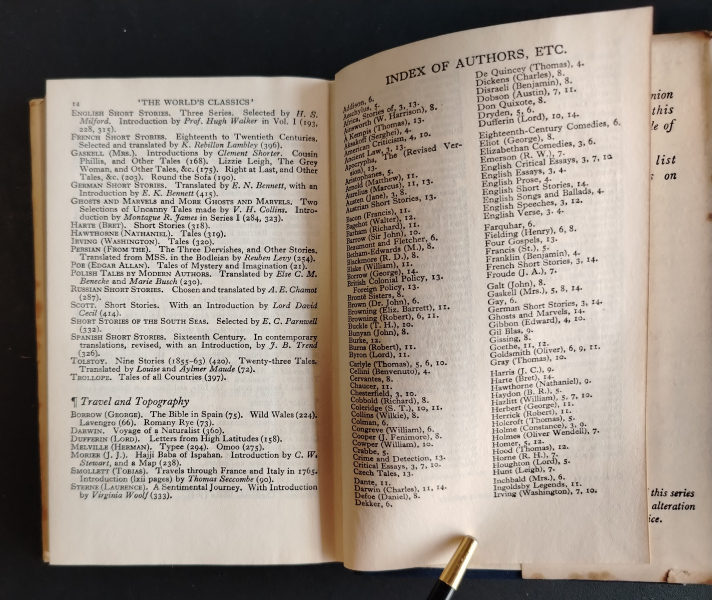 14 'THE WORLD'S CLASSICS'
ENGLISH SHORT STORIES. Three Series. Selected by H. S.
Milford. Introduction by Prof. Hugh Walker in Vol. I (193,
228, 315).
FRENCH SHORT STORIES. Eighteenth to Twentieth Centuries.
Selected and translated by K. Rebillon Lambley (396).
GASKELL (MRS.). Introductions by Clement Shorter. Cousin
Phillis, and Other Tales (168). Lizzie Leigh, The Grey
Woman, and Other Tales, &c. (175). Right at Last, and Other
Tales, &c. (203). Round the Sofa (190).
GERMAN SHORT STORIES. Translated by E. N. Bennett, with an
Introduction by E. K. Bennett (415).
GHOSTS AND MARVELS and MORE GHOSTS AND MARVELS. Two
Selections of Uncanny Tales made by V. H. Collins. Intro-
duction by Montague R. James in Series I (284, 323).
HARTE (BRET). Short Stories (318).
HAWTHORNE (NATHANIEL). Tales (319).
IRVING (WASHINGTON). Tales (320).
PERSIAN (FROM THE). The Three Dervishes, and Other Stories.
Translated from MSS. in the Bodleian by Reuben Levy (254).
POE (EDGAR ALLAN). Tales of Mystery and Imagination (21).
POLISH TALES BY MODERN AUTHORS. Translated by Else C. M.
Benecke and Marie Busch (230).
RUSSIAN SHORT STORIES. Chosen and translated by A. E. Chamot
(287).
SCOTT. Short Stories. With an Introduction by Lord David
Cecil (414).
SHORT STORIES OF THE SOUTH SEAS. Selected by E. C. Parnwell
(332).
SPANISH SHORT STORIES. Sixteenth Century. In contemporary
translations, revised, with an Introduction, by J. B. Trend
(326).
TOLSTOY. Nine Stories (1855-63) (420). Twenty-three Tales.
Translated by Louise and Aylmer Maude (72).
TROLLOPE. Tales of all Countries (397).
¶ Travel and Topography
BORROW (GEORGE). The Bible in Spain (75). Wild Wales (224).
Lavengro (66). Romany Rye (73).
DARWIN. Voyage of a Naturalist (360).
DUFFERIN (LORD). Letters from High Latitudes (158).
MELVILLE (HERMAN). Typee (294). Omoo (275).
MORIER (J. J.). Hajji Baba of Ispahan. Introduction by C. W.
Stewart, and a Map (238).
SMOLLETT (TOBIAS). Travels through France and Italy in 1765.
Introduction (lxii pages) by Thomas Seccombe (90).
STERNE (LAURENCE). A Sentimental Journey. With Introduction
by Virginia Woolf (333).
INDEX OF AUTHORS, ETC.
Addison, 6.
Aeschylus, 5.
Africa, Stories of, 3, 13.
Ainsworth (W. Harrison), 8.
A Kempis (Thomas), 13.
Aksakoff (Serghei), 4.
American Criticism, 4, 10.
Ancient Law, 3, 13.
Apocrypha, The (Revised Ver-
sion), 13.
Aristophanes, 5.
Arnold (Matthew), 11.
Aurelius (Marcus), 11, 13.
Austen (Jane), 8.
Austrian Short Stories, 13.
Bacon (Francis), 11.
Bagehot (Walter), 12.
Barham (Richard), 11.
Barrow (Sir John), 10.
Beaumont and Fletcher, 6.
Betham-Edwards (M.), 8.
Blackmore (R. D.), 8.
Blake (William), 11.
Borrow (George), 14.
British Colonial Policy, 13.
Foreign Policy, 13.
Brontë Sisters, 8.
Brown (Dr. John), 6.
Browning (Eliz. Barrett), 11.
Browning (Robert), 6, 11.
Buckle (T. H.), 10.
Bunyan (John), 8.
Burke, 12.
Burns (Robert), 11.
Byron (Lord), 11.
Carlyle (Thomas), 5, 6, 10.
Cellini (Benvenuto), 4.
Cervantes, 8.
Chaucer, 11.
Chesterfield, 3, 10.
Cobbold (Richard), 8.
Coleridge (S. T.), 10, 11.
Collins (Wilkie), 8.
Colman, 6.
Congreve (William), 6.
Cooper (J. Fenimore), 8.
Cowper (William), 10.
Crabbe, 5.
Crime and Detection, 13.
Critical Essays, 3, 7, 10.
Czech Tales, 13.
Dante, 11.
Darwin (Charles), 11, 14.
Defoe (Daniel), 8.
Dekker, 6.
De Quincey (Thomas), 4.
Dickens (Charles), 8.
Disraeli (Benjamin), 8.
Dobson (Austin), 7, 11.
Don Quixote, 8.
Dryden, 5, 6.
Dufferin (Lord), 10, 14.
Eighteenth-Century Comedies, 6.
Eliot (George), 8.
Elizabethan Comedies, 3, 6.
Emerson (R. W.), 7.
English Critical Essays, 3, 7, 10
English Essays, 3, 4.
English Prose, 4.
English Short Stories, 14.
English Songs and Ballads, 4.
English Speeches, 3, 12.
English Verse, 3, 4.
Farquhar, 6.
Fielding (Henry), 6, 8.
Four Gospels, 13.
Francis (St.), 5.
Franklin (Benjamin), 4.
French Short Stories, 3, 14.
Froude (J. A.), 7.
Galt (John), 8.
Gaskell (Mrs.), 5, 8, 14.
Gay, 6.
German Short Stories, 3, 14.
Ghosts and Marvels, 14.
Gibbon (Edward), 4, 10.
Gil Blas, 9.
Gissing, 8.
Goethe, 11, 12.
Goldsmith (Oliver), 6, 9, 11.
Gray (Thomas), 10.
Harris (J. C.), 9.
Harte (Bret), 14.
Hawthorne (Nathaniel), 9.
Haydon (B. R.), 5.
Hazlitt (William), 5, 7, 10.
Herbert (George), 11.
Herrick (Robert), 11.
Holcroft (Thomas), 5.
Holme (Constance), 3, 9.
Holmes (Oliver Wendell), 7.
Homer, 5, 12.
Hood (Thomas), 12.
Horne (R. H.), 7.
Houghton (Lord), 5.
Hunt (Leigh), 7.
Inchbald (Mrs.), 6.
Ingoldsby Legends, 11.
Irving (Washington), 7, 10.
nion
this
le of
list
s on
this series
alteration
ice.